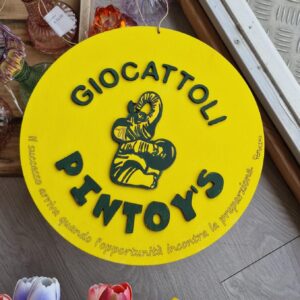 GIOCATTOLI
PINTOY'S
Il successo arriva quando l'opportunità incontra la preparazione.